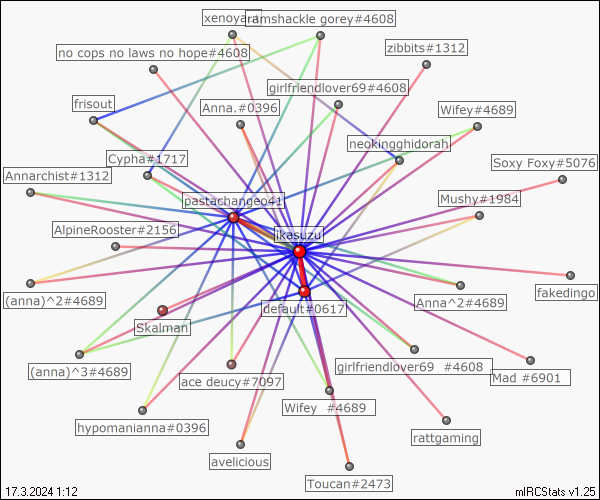 xenoyara
ramshackle gorey#4608
no cops no laws no hope#4608
zibbits#1312
girlfriendlover69#4608
frisout
Anna.#0396
Wifey#4689
neokingghidorah
Cypha#1717
Soxy Foxy#5076
Annarchist#1312
pastachangeo41
Mushy#1984
AlpineRooster#2156
ikasuzu
(anna)^2#4689
default#0617
Anna^2#4689
fakedingo
Skalman
(anna)^3#4689
ace deucy#7097
girlfriendlover69 #4608
Mad #6901
Wifey #4689
hypomanianna#0396
rattgaming
avelicious
Toucan#2473
17.3.2024 1:12
mIRCStats v1.25